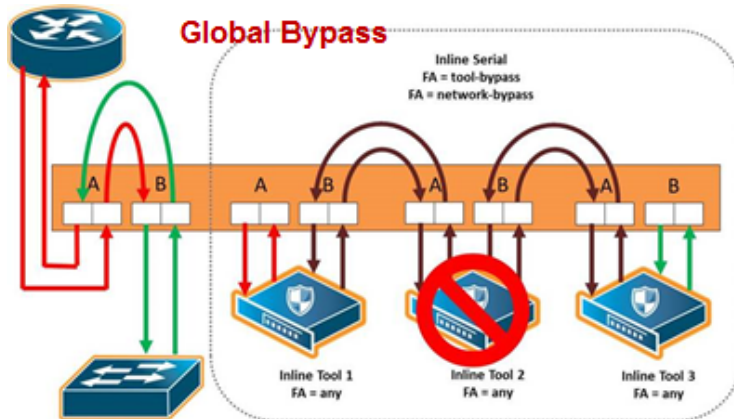 Global Bypass
Inline Serial
FA = tool-bypass
FA = network-bypass
A B A B A B A B
Inline Tool 1
FA = any
Inline Tool 2
FA = any
Inline Tool 3
FA = any